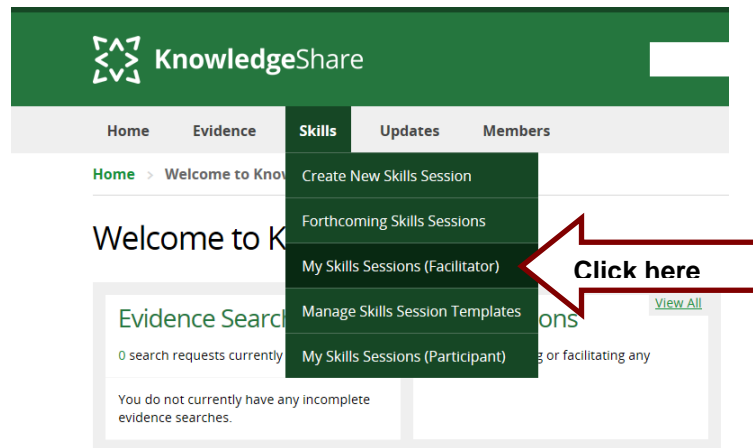 KnowledgeShare
Home Evidence Skills Updates Members
Home > Welcome to Know
Create New Skills Session
Forthcoming Skills Sessions
My Skills Sessions (Facilitator)
Manage Skills Session Templates
My Skills Sessions (Participant)
Click here
Welcome to K
View All
Evidence Search
ons
0 search requests currently
g or facilitating any
You do not currently have any incomplete
evidence searches.